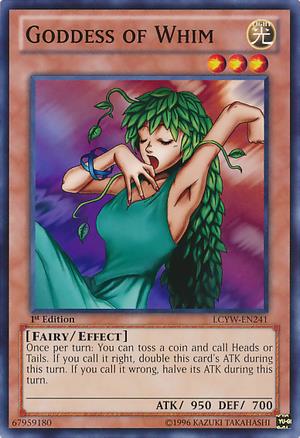 GODDESS OF WHIM
LIGHT
光
1st Edition
LCYW-EN241
[FAIRY/EFFECT]
Once per turn: You can toss a coin and call Heads or
Tails. If you call it right, double this card's ATK during
this turn. If you call it wrong, halve its ATK during this
turn.
ATK/ 950 DEF/ 700
67959180
©1996 KAZUKI TAKAHASHI